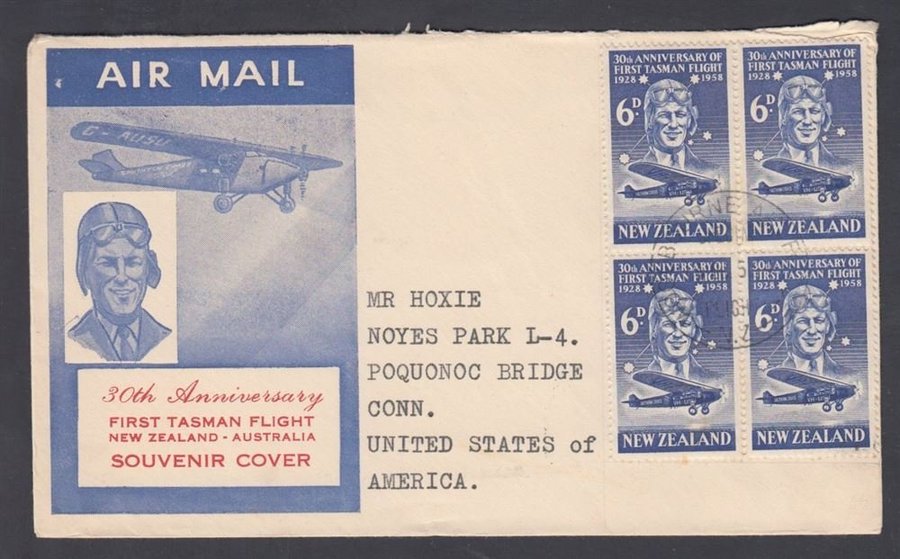 AIR MAIL
G-AUSU
30th Anniversary
FIRST TASMAN FLIGHT
NEW ZEALAND - AUSTRALIA
SOUVENIR COVER
MR HOXIE
NOYES PARK L-4.
POQUONOC BRIDGE
CONN.
UNITED STATES of
AMERICA.
30th ANNIVERSARY OF
FIRST TASMAN FLIGHT
1928 1958
6D.
NEW ZEALAND
30th ANNIVERSARY OF
FIRST TASMAN FLIGHT
1928 1958
6D.
NEW ZEALAND
30th ANNIVERSARY OF
FIRST TASMAN FLIGHT
1928 1958
6D.
NEW ZEALAND
30th ANNIVERSARY OF
FIRST TASMAN FLIGHT
1928 1958
6D.
NEW ZEALAND